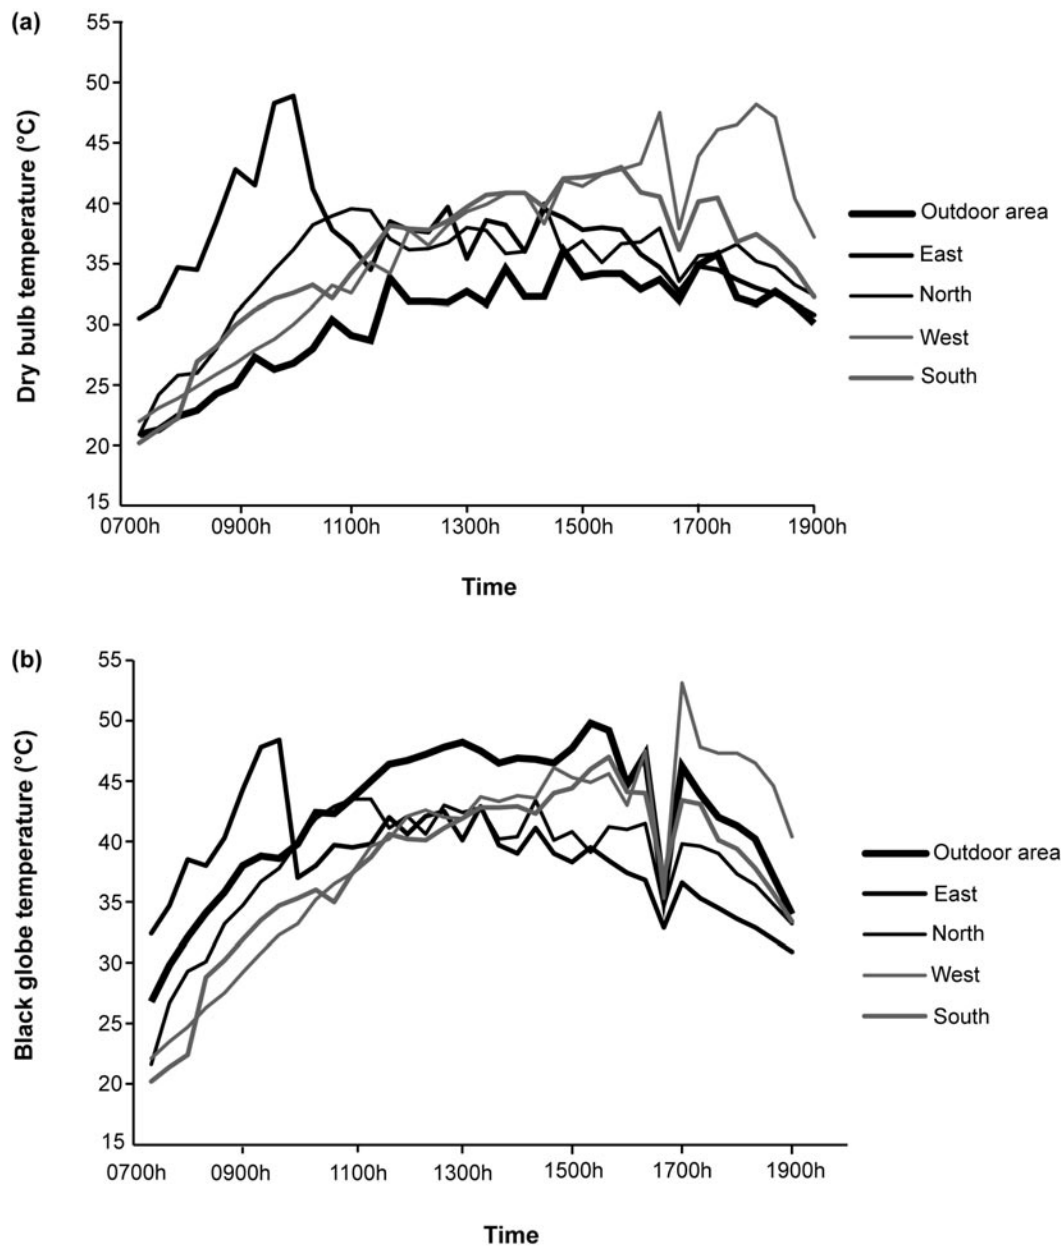 (a)
Dry bulb temperature (°C)
55
50
45
40
35
30
25
20
15
0700h 0900h 1100h 1300h 1500h 1700h 1900h
Time
Outdoor area
East
North
West
South
(b)
Black globe temperature (°C)
55
50
45
40
35
30
25
20
15
0700h 0900h 1100h 1300h 1500h 1700h 1900h
Time
Outdoor area
East
North
West
South